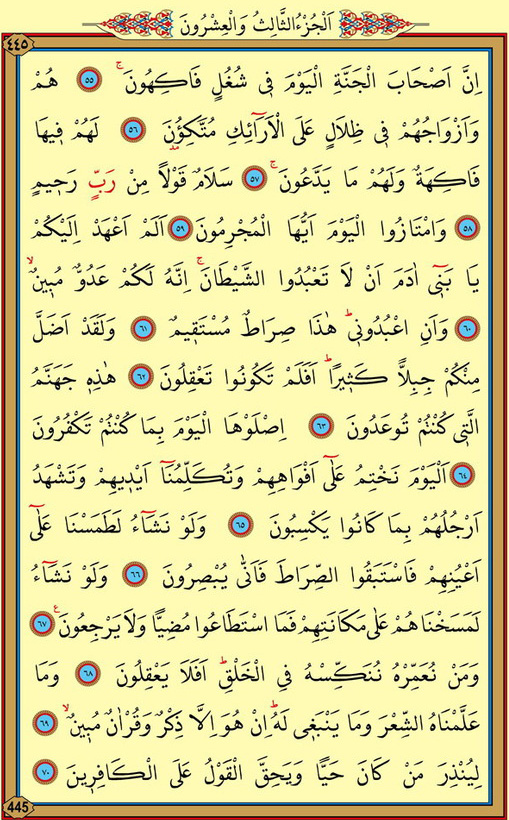 اَلْجُزْءُ الثَّالِثُ وَالْعِشْرُونَ
٤٤٥
اِنَّ اَصْحَابَ الْجَنَّةِ الْيَوْمَ ف۪ي شُغُلٍ فَاكِهُونَۚ ﴿٥٥﴾ هُمْ
وَاَزْوَاجُهُمْ ف۪ي ظِلَالٍ عَلَى الْاَرَٓائِكِ مُتَّكِؤُ۫نَ ﴿٥٦﴾ لَهُمْ ف۪يهَا
فَاكِهَةٌ وَلَهُمْ مَا يَدَّعُونَۚ ﴿٥٧﴾ سَلَامٌ۠ قَوْلًا مِنْ رَبٍّ رَح۪يمٍ
﴿٥٨﴾ وَامْتَازُوا الْيَوْمَ اَيُّهَا الْمُجْرِمُونَ ﴿٥٩﴾ اَلَمْ اَعْهَدْ اِلَيْكُمْ
يَا بَن۪ٓي اٰدَمَ اَنْ لَا تَعْبُدُوا الشَّيْطَانَۚ اِنَّهُ لَكُمْ عَدُوٌّ مُب۪ينٌۙ
﴿٦٠﴾ وَاَنِ اعْبُدُون۪يۜ هٰذَا صِرَاطٌ مُسْتَق۪يمٌ ﴿٦١﴾ وَلَقَدْ اَضَلَّ
مِنْكُمْ جِبِلًّا كَث۪يرًاۜ اَفَلَمْ تَكُونُوا تَعْقِلُونَ ﴿٦٢﴾ هٰذِه۪ جَهَنَّمُ
الَّت۪ي كُنْتُمْ تُوعَدُونَ ﴿٦٣﴾ اِصْلَوْهَا الْيَوْمَ بِمَا كُنْتُمْ تَكْفُرُونَ
﴿٦٤﴾ اَلْيَوْمَ نَخْتِمُ عَلٰٓى اَفْوَاهِهِمْ وَتُكَلِّمُنَٓا اَيْد۪يهِمْ وَتَشْهَدُ
اَرْجُلُهُمْ بِمَا كَانُوا يَكْسِبُونَ ﴿٦٥﴾ وَلَوْ نَشَٓاءُ لَطَمَسْنَا عَلٰٓى
اَعْيُنِهِمْ فَاسْتَبَقُوا الصِّرَاطَ فَاَنّٰى يُبْصِرُونَ ﴿٦٦﴾ وَلَوْ نَشَٓاءُ
لَمَسَخْنَاهُمْ عَلٰى مَكَانَتِهِمْ فَمَا اسْتَطَاعُوا مُضِيًّا وَلَا يَرْجِعُونَ۟ ﴿٦٧﴾
وَمَنْ نُعَمِّرْهُ نُنَكِّسْهُ فِي الْخَلْقِۜ اَفَلَا يَعْقِلُونَ ﴿٦٨﴾ وَمَا
عَلَّمْنَاهُ الشِّعْرَ وَمَا يَنْبَغ۪ي لَهُۜ اِنْ هُوَ اِلَّا ذِكْرٌ وَقُرْاٰنٌ مُب۪ينٌۙ ﴿٦٩﴾
لِيُنْذِرَ مَنْ كَانَ حَيًّا وَيَحِقَّ الْقَوْلُ عَلَى الْكَافِر۪ينَ ﴿٧٠﴾
445